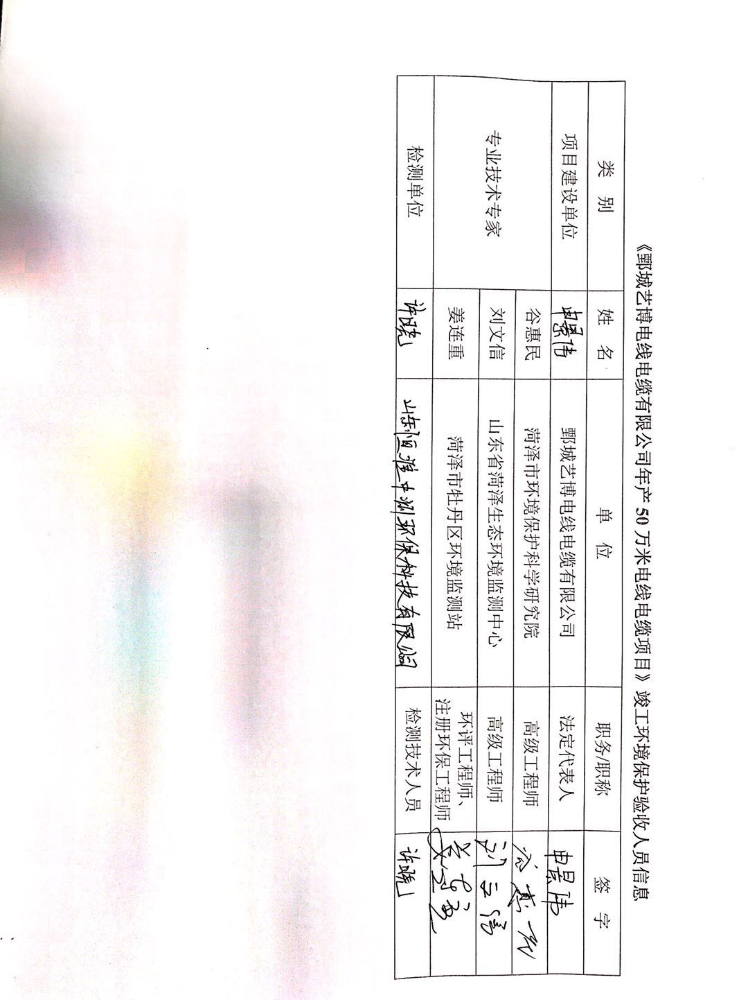 《鄄城艺博电线电缆有限公司年产 50 万米电线电缆项目》竣工环境保护验收人员信息
类 别 姓 名 单 位 职务/职称 签 字
项目建设单位 申景伟 鄄城艺博电线电缆有限公司 法定代表人 申景伟
专业技术专家 谷惠民 菏泽市环境保护科学研究院 高级工程师 谷惠民
刘文信 山东省菏泽生态环境监测中心 高级工程师 刘文信
姜连重 菏泽市牡丹区环境监测站 环评工程师、
注册环保工程师 姜连重
检测单位 许晓 山东恒准中测环保科技有限公司 检测技术人员 许晓